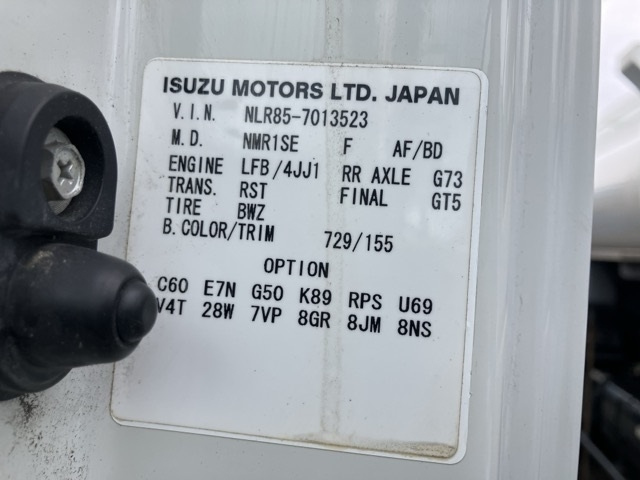 ISUZU MOTORS LTD. JAPAN
V.I.N. NLR85-7013523
M.D. NMR1SE F AF/BD
ENGINE LFB/4JJ1 RR AXLE G73
TRANS. RST FINAL GT5
TIRE BWZ
B.COLOR/TRIM 729/155
OPTION
C60 E7N G50 K89 RPS U69
V4T 28W 7VP 8GR 8JM 8NS